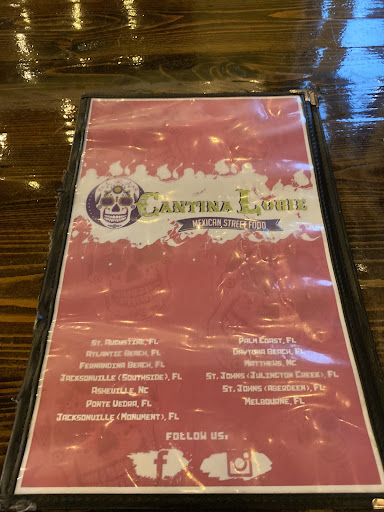 Cantina Louie
Mexican Street Food
St. Augustine, FL
Atlantic Beach, FL
Fernandina Beach, FL
Jacksonville (Southside), FL
Asheville, NC
Ponte Vedra, FL
Jacksonville (Monument), FL
Palm Coast, FL
Daytona Beach, FL
Matthews, NC
St. Johns (Julington Creek), FL
St. Johns (Aberdeen), FL
Melbourne, FL
Follow us: